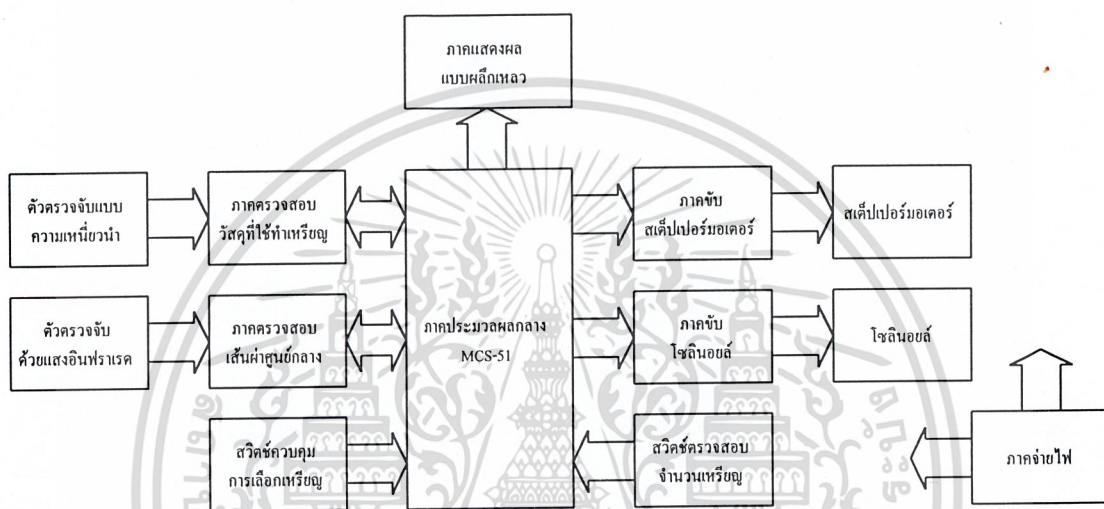 ภาคแสดงผล
แบบผลึกเหลว
ตัวตรวจจับแบบ
ความเหนี่ยวนำ
ภาคตรวจสอบ
วัสดุที่ใช้ทำเหรียญ
ภาคขับ
สเต็ปเปอร์มอเตอร์
สเต็ปเปอร์มอเตอร์
ตัวตรวจจับ
ด้วยแสงอินฟราเรด
ภาคตรวจสอบ
เส้นผ่าศูนย์กลาง
ภาคประมวลผลกลาง
MCS-51
ภาคขับ
โซลินอยล์
โซลินอยล์
สวิตช์ควบคุม
การเลือกเหรียญ
สวิตช์ตรวจสอบ
จำนวนเหรียญ
ภาคจ่ายไฟ